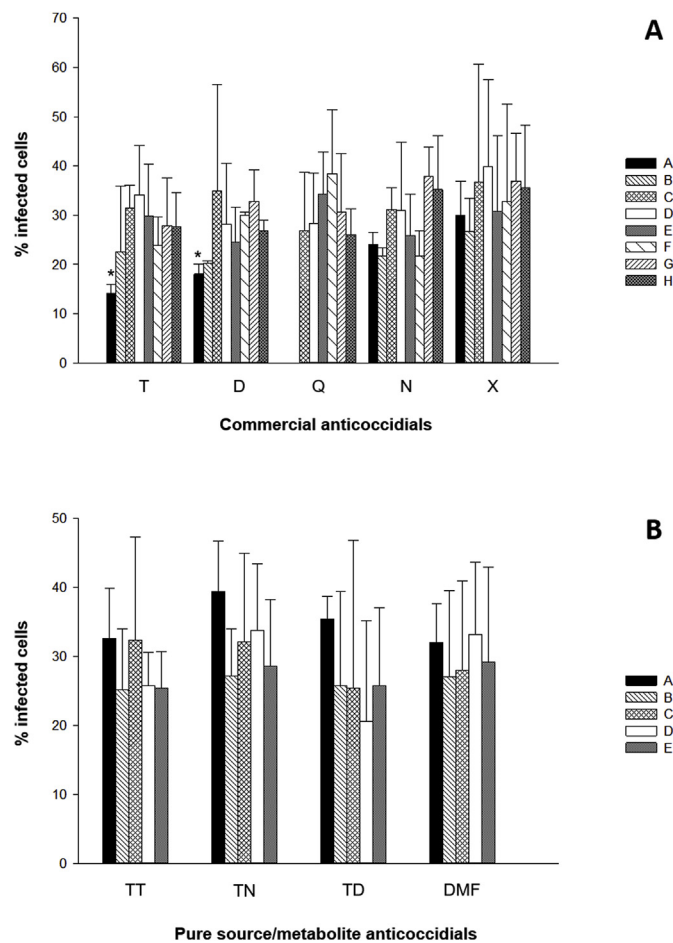 A
70
60
50
40
30
20
10
0
% infected cells
*
*
T D Q N X
Commercial anticoccidials
A
B
C
D
E
F
G
H
B
50
40
30
20
10
0
% infected cells
TT TN TD DMF
Pure source/metabolite anticoccidials
A
B
C
D
E